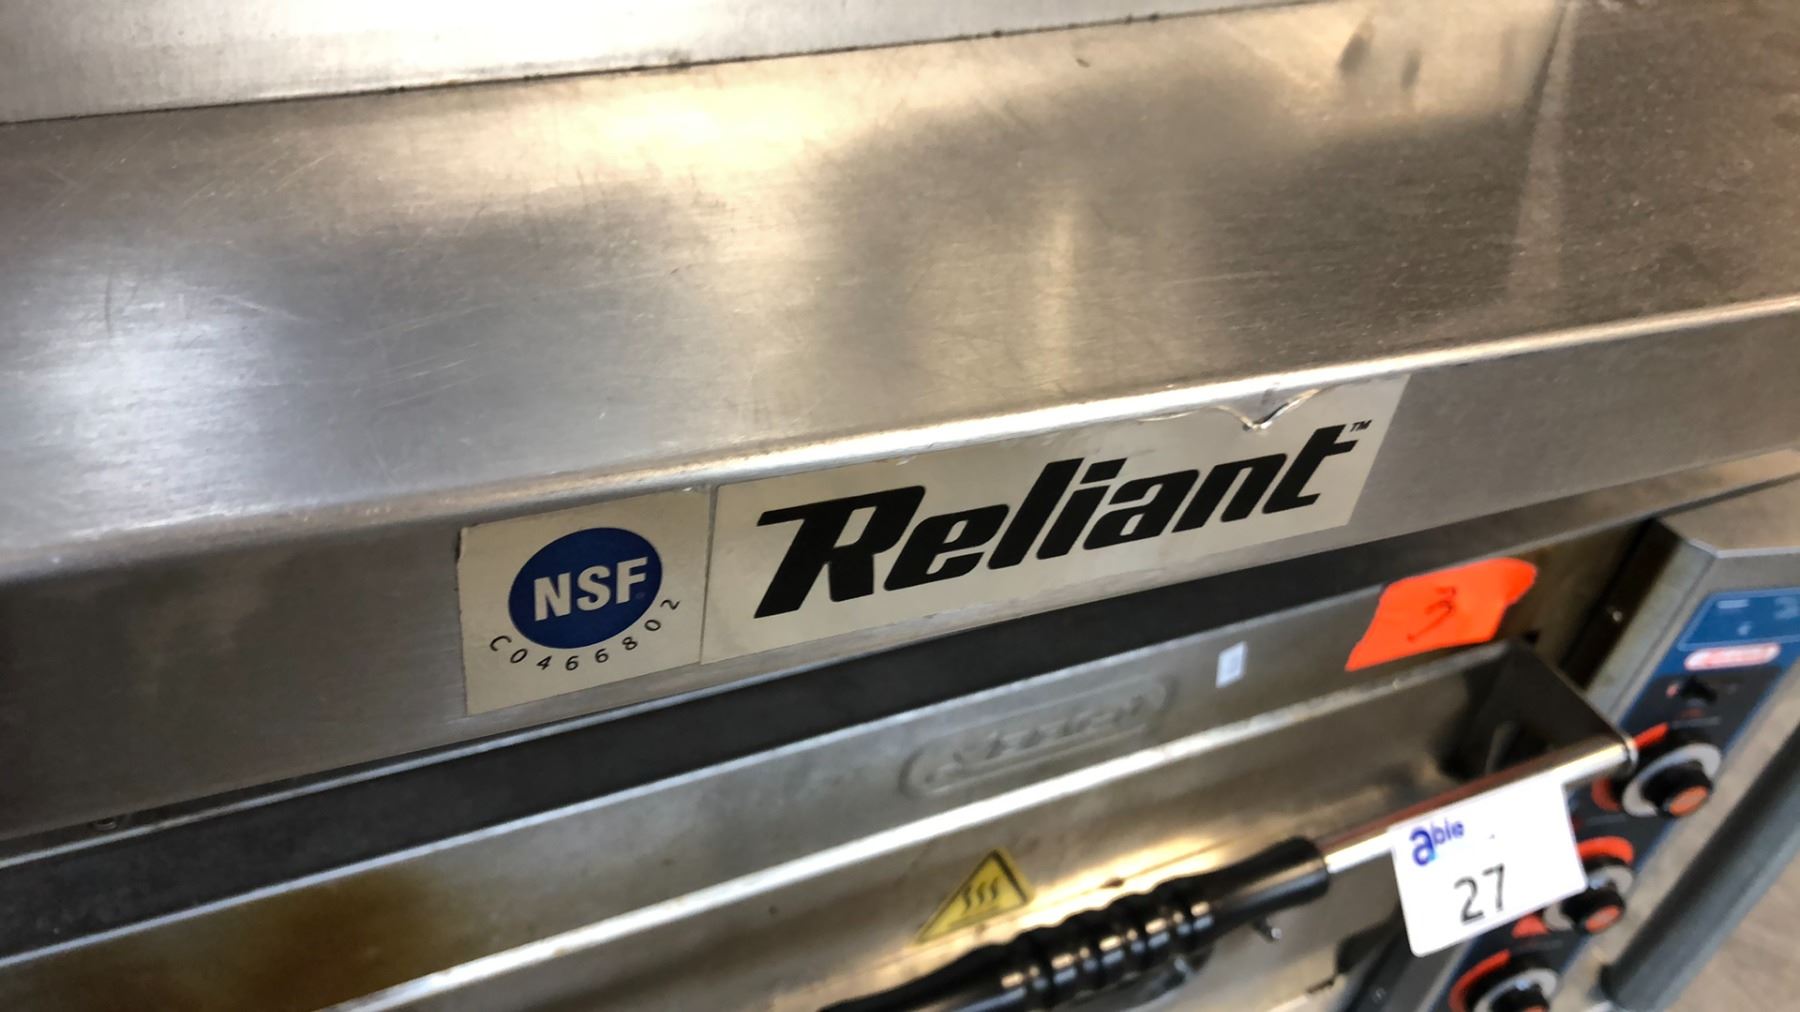 NSF
C0466802
Reliant™
able
27